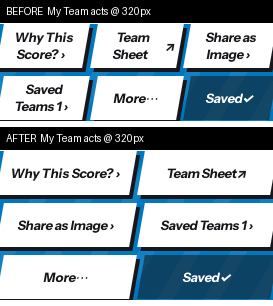 BEFORE My Team acts @ 320px
Why This Score? › Team Sheet ↗ Share as Image ›
Saved Teams 1 › More··· Saved✓
AFTER My Team acts @ 320px
Why This Score? › Team Sheet↗
Share as Image › Saved Teams 1 ›
More··· Saved✓